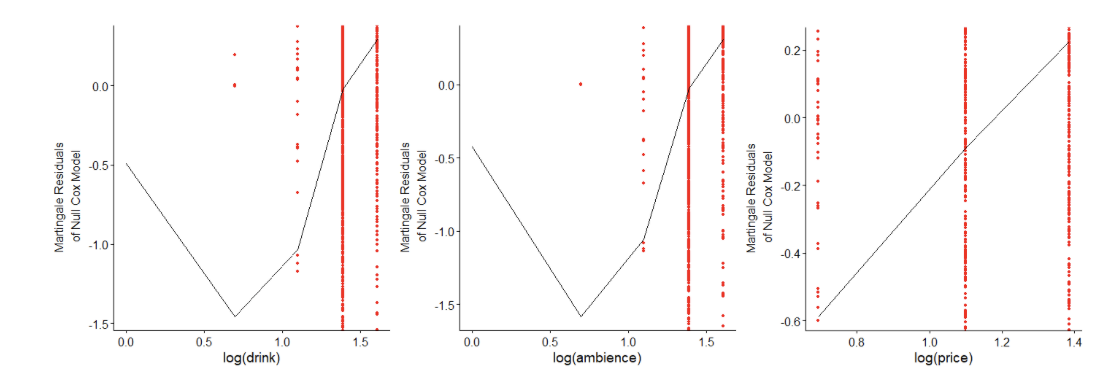 Martingale Residuals
of Null Cox Model
0.0
-0.5
-1.0
-1.5
0.0 0.5 1.0 1.5
log(drink)
Martingale Residuals
of Null Cox Model
0.0
-0.5
-1.0
-1.5
0.0 0.5 1.0 1.5
log(ambience)
Martingale Residuals
of Null Cox Model
0.2
0.0
-0.2
-0.4
-0.6
0.8 1.0 1.2 1.4
log(price)